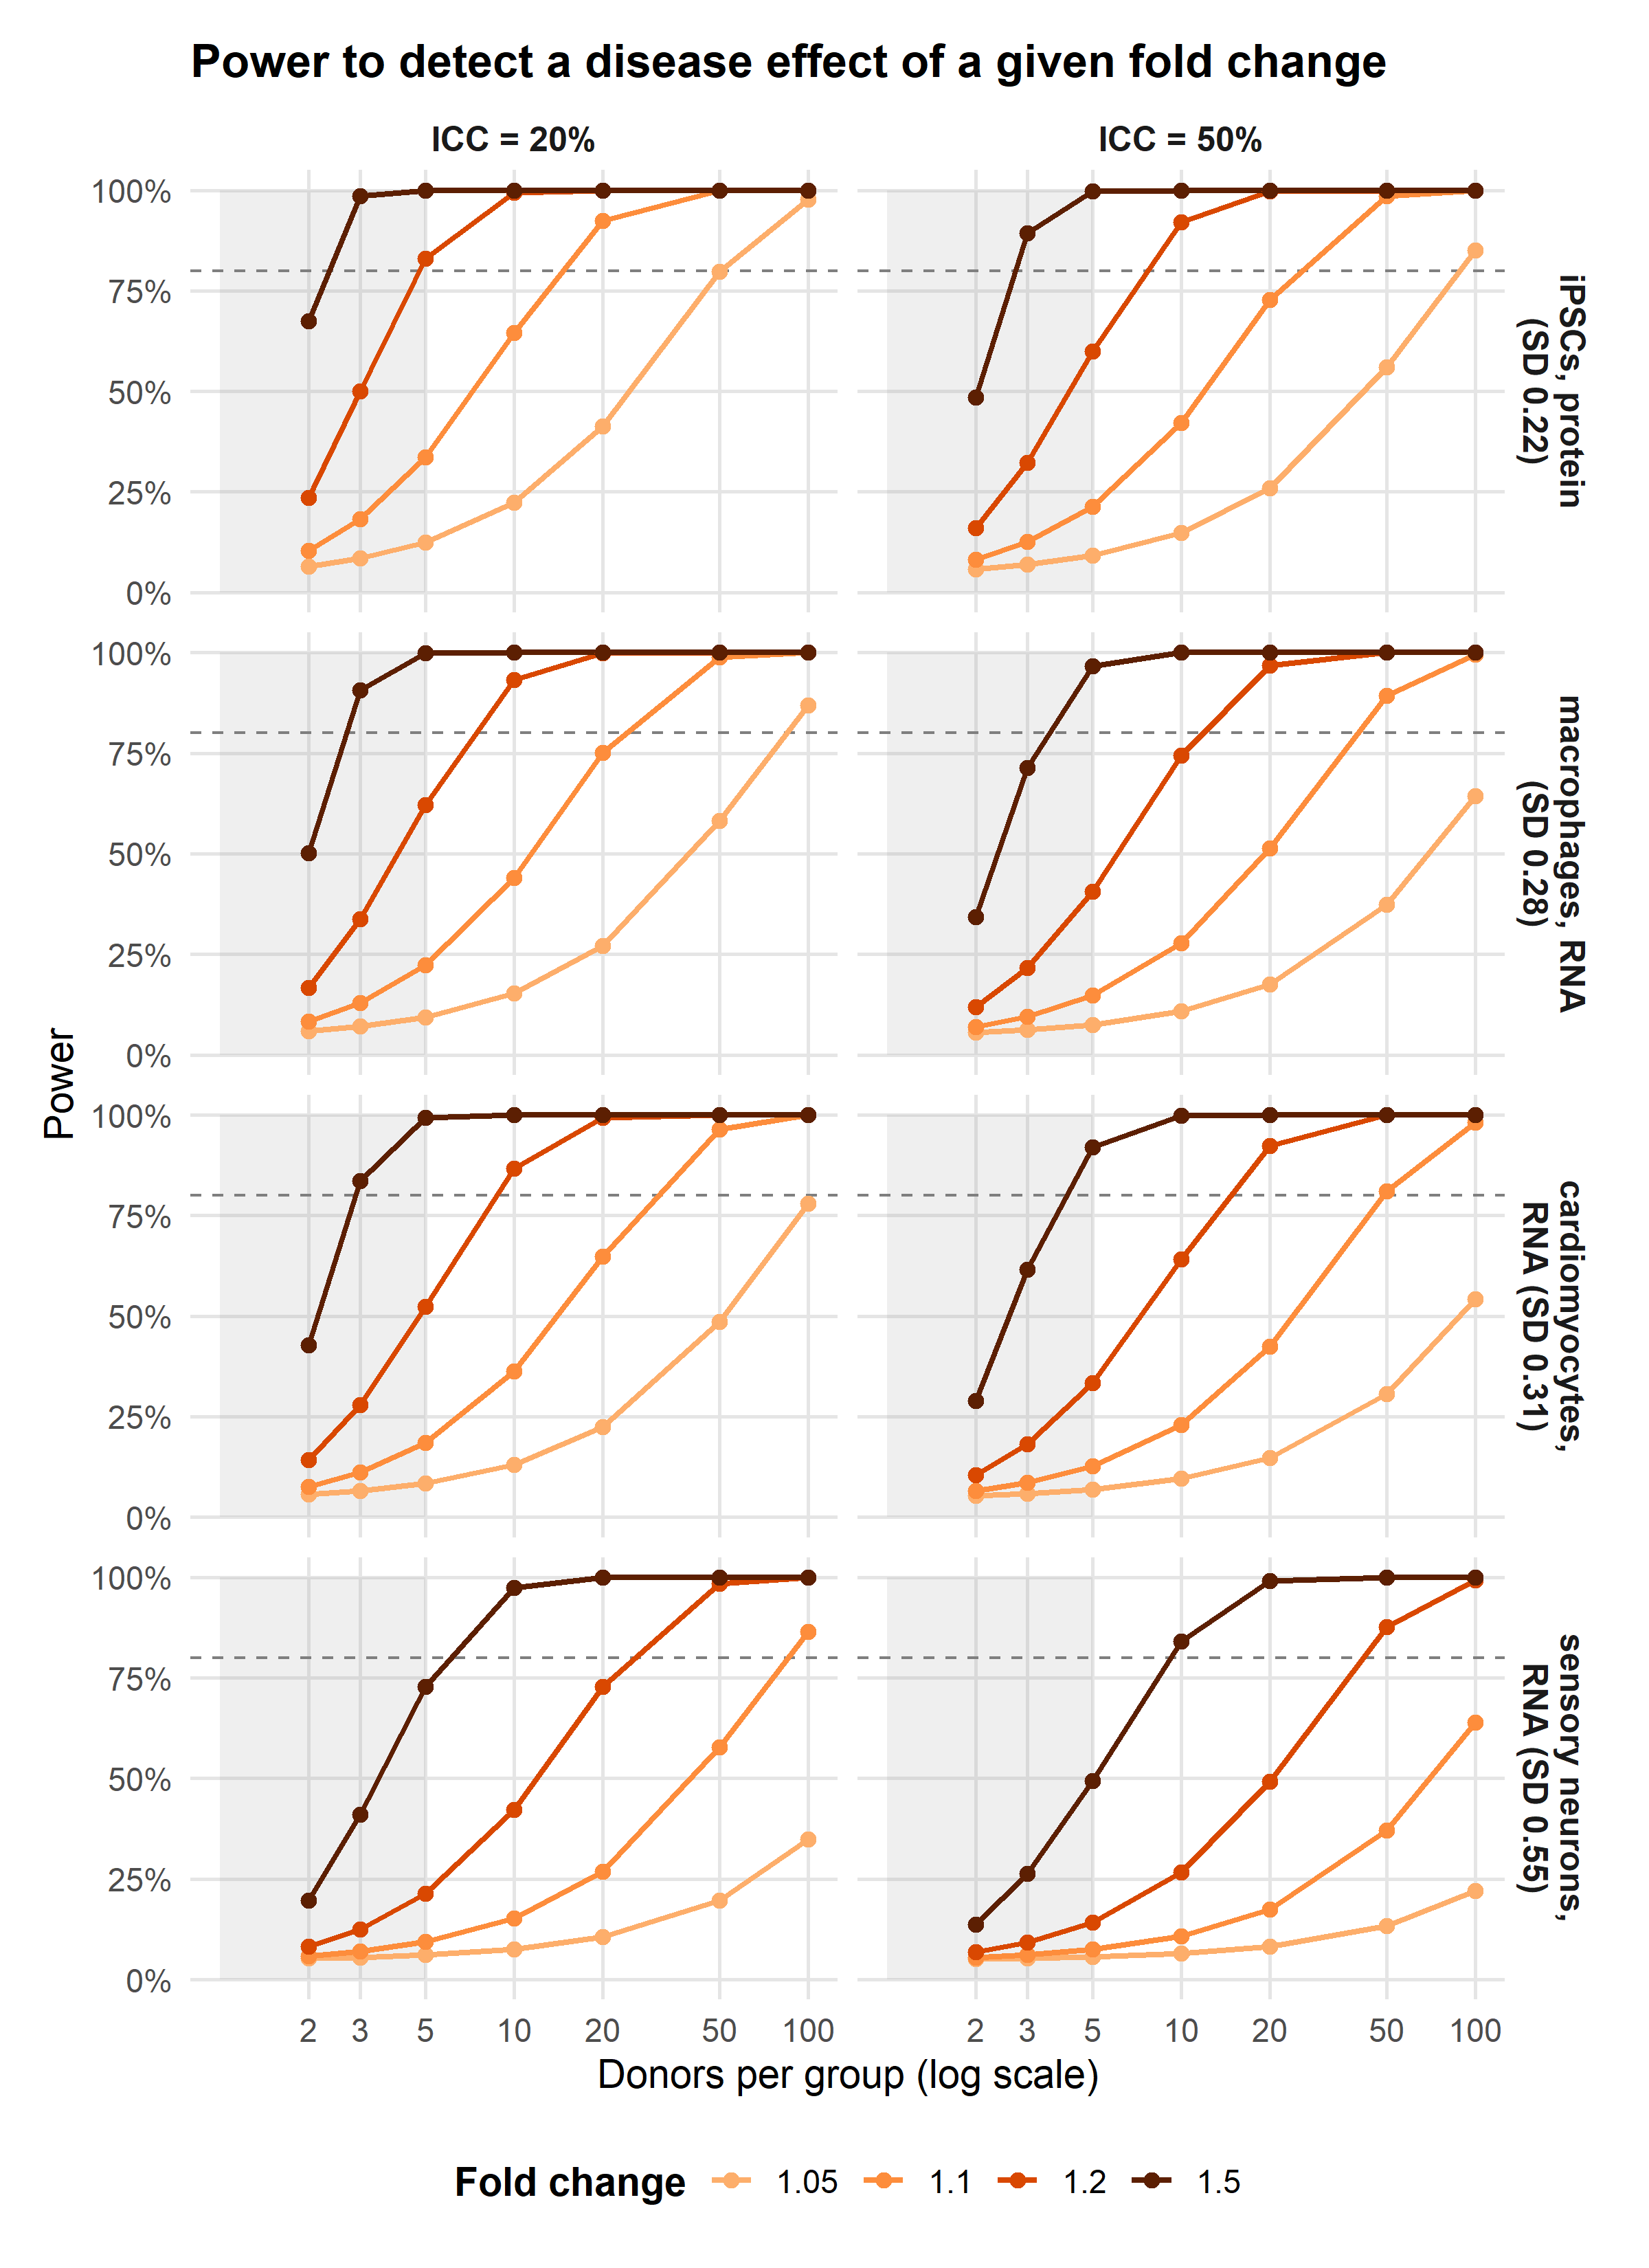 Power to detect a disease effect of a given fold change
ICC = 20%
ICC = 50%
100%
75%
50%
25%
0%
iPSCs, protein
(SD 0.22)
100%
75%
50%
25%
0%
macrophages, RNA
(SD 0.28)
Power
100%
75%
50%
25%
0%
cardiomyocytes,
RNA (SD 0.31)
100%
75%
50%
25%
0%
sensory neurons,
RNA (SD 0.55)
2 3 5 10 20 50 100
2 3 5 10 20 50 100
Donors per group (log scale)
Fold change 1.05 1.1 1.2 1.5